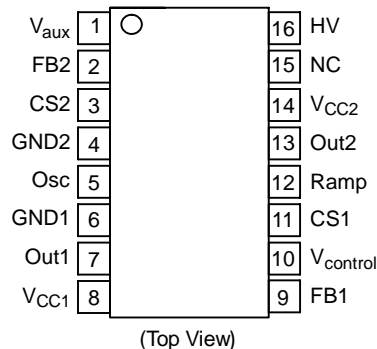 Vaux 1 16 HV
FB2 2 15 NC
CS2 3 14 VCC2
GND2 4 13 Out2
Osc 5 12 Ramp
GND1 6 11 CS1
Out1 7 10 Vcontrol
VCC1 8 9 FB1
(Top View)